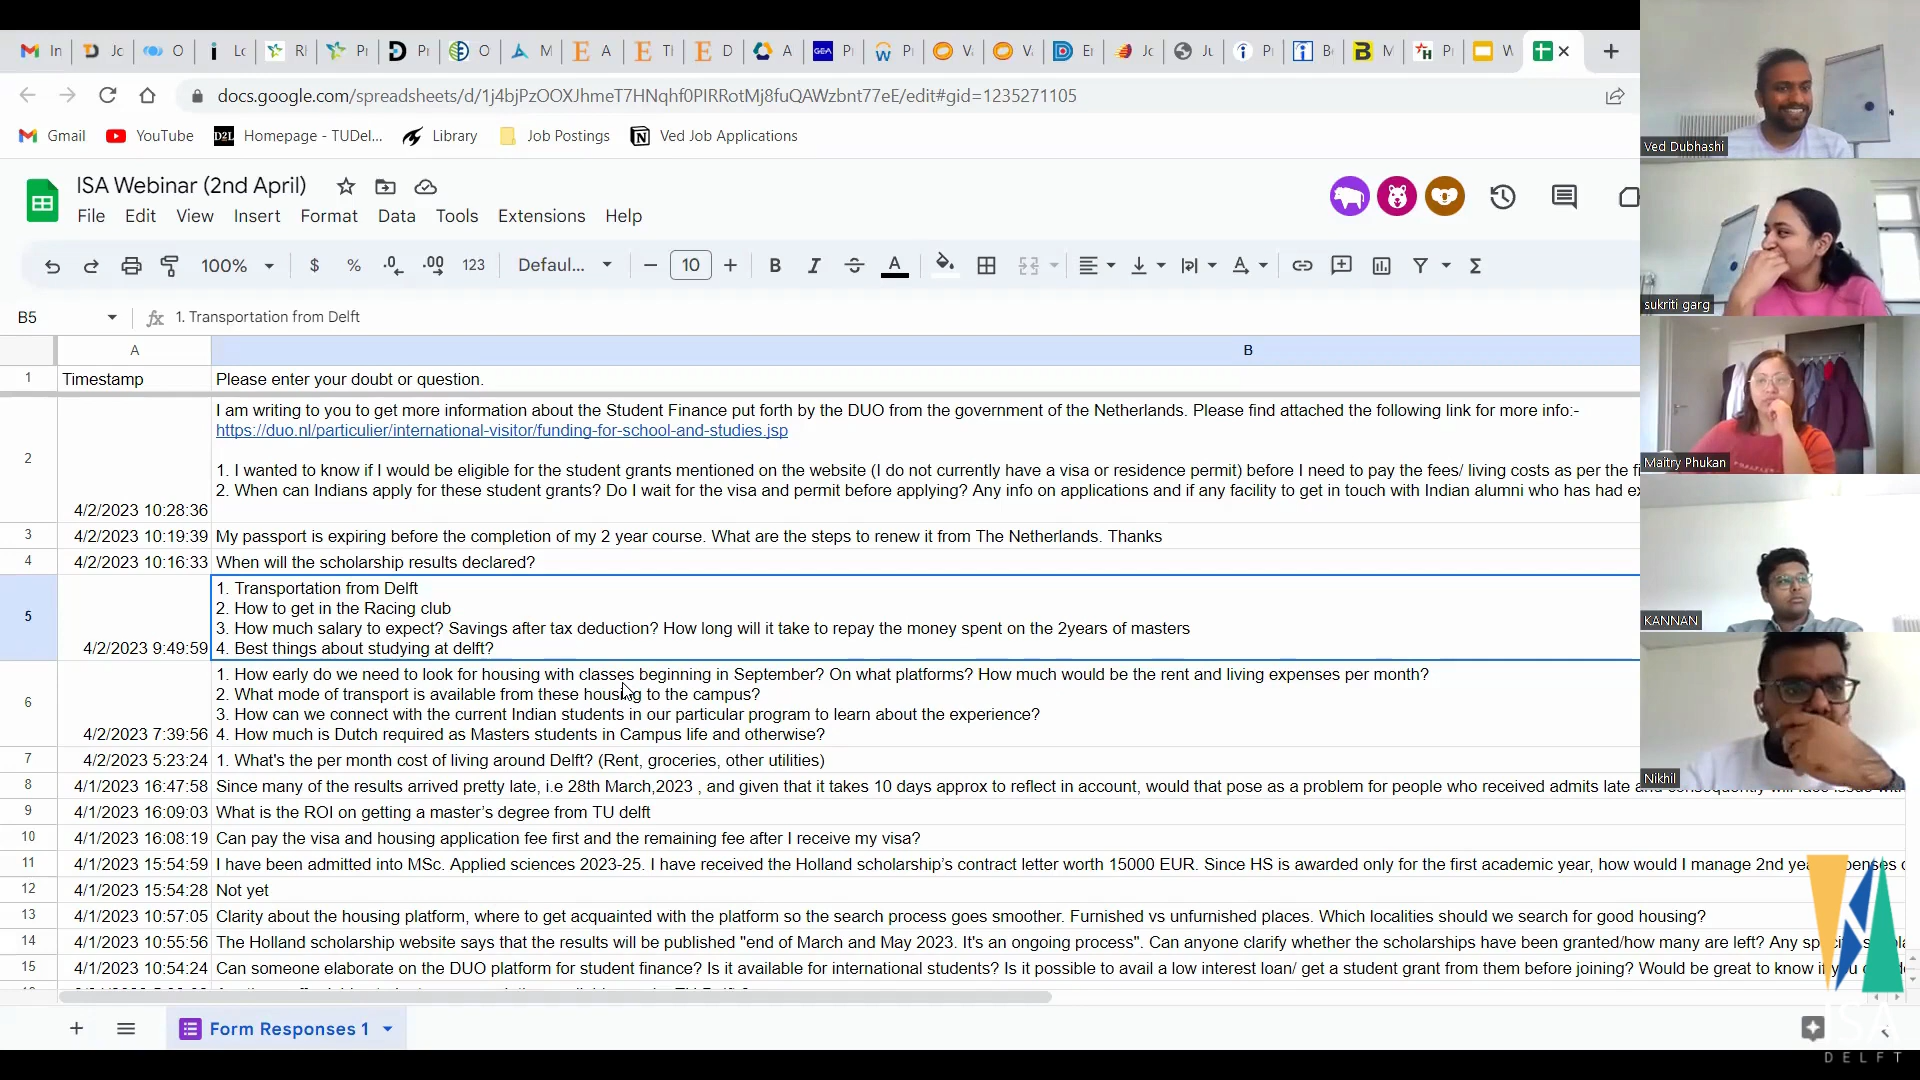 In
Jo
O
Lo
RI
Pr
Pr
O
M
A
TI
D
A
Pr
Pr
V
V
Er
Jc
Ju
Pr
B
M
Pr
W
docs.google.com/spreadsheets/d/1j4bjPzOOXJhmeT7HNqhf0PIRRotMj8fuQAWzbnt77eE/edit#gid=1235271105
Gmail
YouTube
Homepage - TUDel...
Library
Job Postings
Ved Job Applications
ISA Webinar (2nd April)
File Edit View Insert Format Data Tools Extensions Help
100% $ % .0 .00 123 Defaul... 10 B I S A
B5 fx 1. Transportation from Delft
A B
1 Timestamp Please enter your doubt or question.
I am writing to you to get more information about the Student Finance put forth by the DUO from the government of the Netherlands. Please find attached the following link for more info:-
https://duo.nl/particulier/international-visitor/funding-for-school-and-studies.jsp
1. I wanted to know if I would be eligible for the student grants mentioned on the website (I do not currently have a visa or residence permit) before I need to pay the fees/ living costs as per the
2. When can Indians apply for these student grants? Do I wait for the visa and permit before applying? Any info on applications and if any facility to get in touch with Indian alumni who has had
2 4/2/2023 10:28:36
3 4/2/2023 10:19:39 My passport is expiring before the completion of my 2 year course. What are the steps to renew it from The Netherlands. Thanks
4 4/2/2023 10:16:33 When will the scholarship results declared?
1. Transportation from Delft
2. How to get in the Racing club
3. How much salary to expect? Savings after tax deduction? How long will it take to repay the money spent on the 2years of masters
5 4/2/2023 9:49:59 4. Best things about studying at delft?
1. How early do we need to look for housing with classes beginning in September? On what platforms? How much would be the rent and living expenses per month?
2. What mode of transport is available from these housing to the campus?
3. How can we connect with the current Indian students in our particular program to learn about the experience?
6 4/2/2023 7:39:56 4. How much is Dutch required as Masters students in Campus life and otherwise?
7 4/2/2023 5:23:24 1. What's the per month cost of living around Delft? (Rent, groceries, other utilities)
8 4/1/2023 16:47:58 Since many of the results arrived pretty late, i.e 28th March,2023 , and given that it takes 10 days approx to reflect in account, would that pose as a problem for people who received admits late and consequently will face issue
9 4/1/2023 16:09:03 What is the ROI on getting a master’s degree from TU delft
10 4/1/2023 16:08:19 Can pay the visa and housing application fee first and the remaining fee after I receive my visa?
11 4/1/2023 15:54:59 I have been admitted into MSc. Applied sciences 2023-25. I have received the Holland scholarship’s contract letter worth 15000 EUR. Since HS is awarded only for the first academic year, how would I manage 2nd year expenses
12 4/1/2023 15:54:28 Not yet
13 4/1/2023 10:57:05 Clarity about the housing platform, where to get acquainted with the platform so the search process goes smoother. Furnished vs unfurnished places. Which localities should we search for good housing?
14 4/1/2023 10:55:56 The Holland scholarship website says that the results will be published "end of March and May 2023. It's an ongoing process". Can anyone clarify whether the scholarships have been granted/how many are left? Any
15 4/1/2023 10:54:24 Can someone elaborate on the DUO platform for student finance? Is it available for international students? Is it possible to avail a low interest loan/ get a student grant from them before joining? Would be great to know if you
Form Responses 1
Ved Dubhashi
sukriti garg
Maitry Phukan
KANNAN
Nikhil
ISA
DELFT